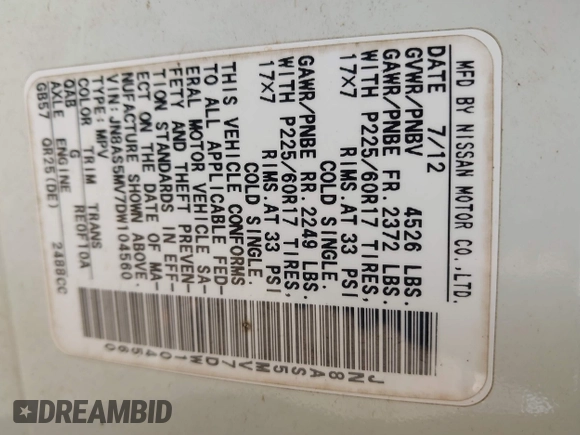 MFD BY NISSAN MOTOR CO.,LTD.
DATE 7/12
GVWR/PNBV 4526 LBS.
GAWR/PNBE FR. 2372 LBS.
WITH P225/60R17 TIRES,
17X7 RIMS AT 33 PSI
COLD SINGLE.
GAWR/PNBE RR. 2249 LBS.
WITH P225/60R17 TIRES,
17X7 RIMS AT 33 PSI
COLD SINGLE.
THIS VEHICLE CONFORMS
TO ALL APPLICABLE FED-
ERAL MOTOR VEHICLE SA-
FETY AND THEFT PREVEN-
TION STANDARDS IN EFF-
ECT ON THE DATE OF MA-
NUFACTURE SHOWN ABOVE.
VIN: JN8AS5MV7DW104560
TYPE: MPV
COLOR TRIM TRANS
QAB G RE0F10A
AXLE ENGINE
GB57 QR25(DE) 2488CC
JN8AS5MV7DW104560
DREAMBID